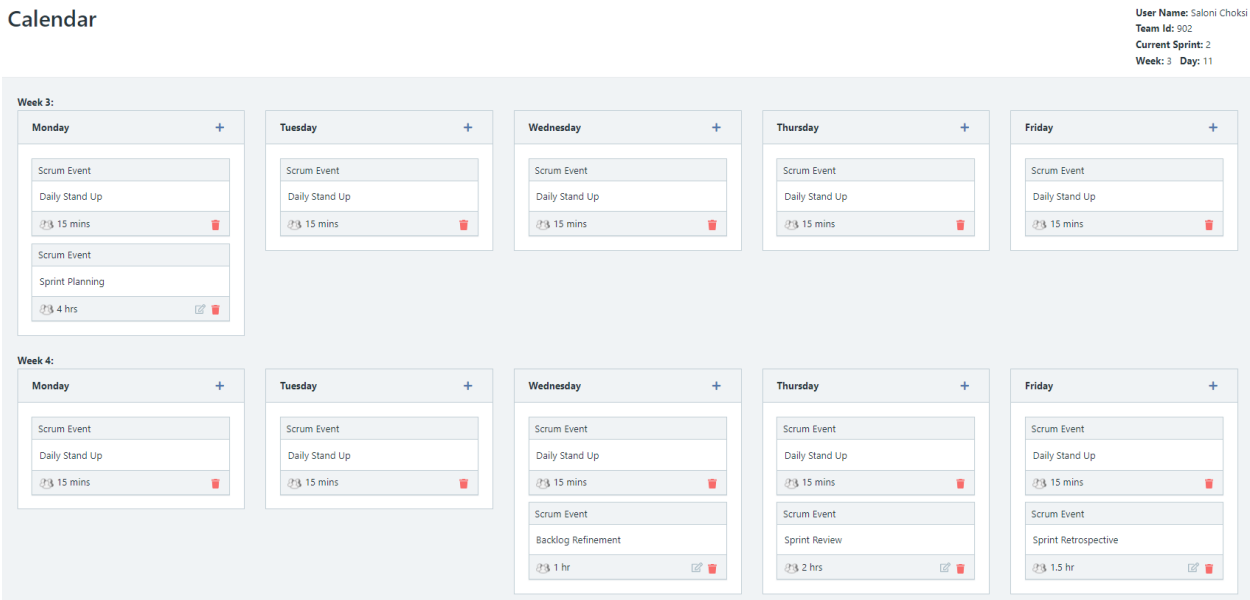 Calendar
User Name: Saloni Choksi
Team Id: 902
Current Sprint: 2
Week: 3 Day: 11
Week 3:
Monday +
Scrum Event
Daily Stand Up
15 mins
Scrum Event
Sprint Planning
4 hrs
Tuesday +
Scrum Event
Daily Stand Up
15 mins
Wednesday +
Scrum Event
Daily Stand Up
15 mins
Thursday +
Scrum Event
Daily Stand Up
15 mins
Friday +
Scrum Event
Daily Stand Up
15 mins
Week 4:
Monday +
Scrum Event
Daily Stand Up
15 mins
Tuesday +
Scrum Event
Daily Stand Up
15 mins
Wednesday +
Scrum Event
Daily Stand Up
15 mins
Scrum Event
Backlog Refinement
1 hr
Thursday +
Scrum Event
Daily Stand Up
15 mins
Scrum Event
Sprint Review
2 hrs
Friday +
Scrum Event
Daily Stand Up
15 mins
Scrum Event
Sprint Retrospective
1.5 hr